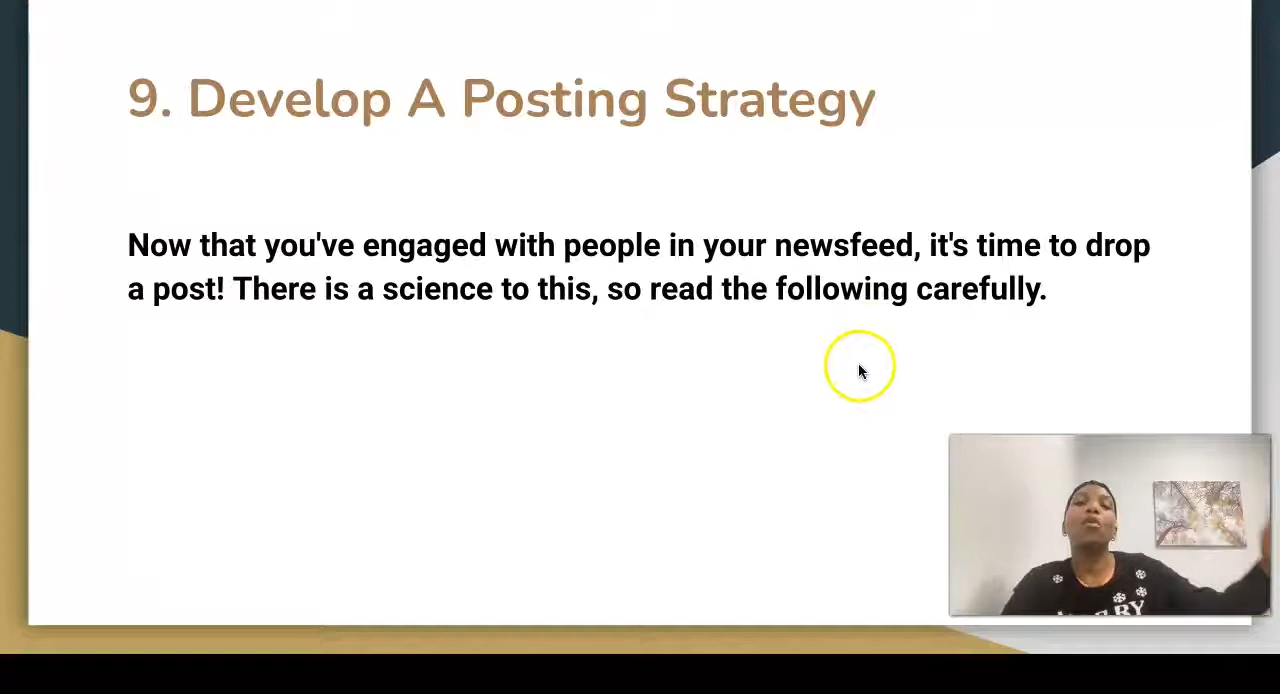 9. Develop A Posting Strategy
Now that you've engaged with people in your newsfeed, it's time to drop
a post! There is a science to this, so read the following carefully.